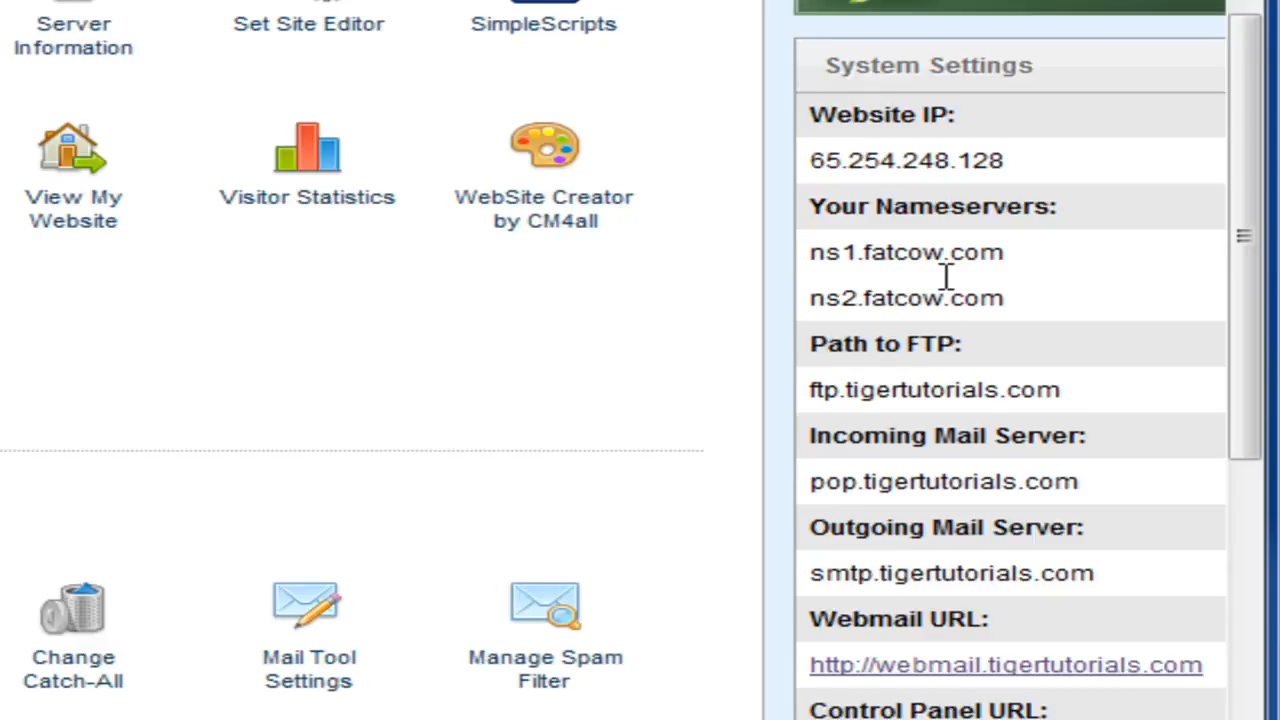 Server
Information
Set Site Editor
SimpleScripts
View My
Website
Visitor Statistics
WebSite Creator
by CM4all
Change
Catch-All
Mail Tool
Settings
Manage Spam
Filter
System Settings
Website IP:
65.254.248.128
Your Nameservers:
ns1.fatcow.com
ns2.fatcow.com
Path to FTP:
ftp.tigertutorials.com
Incoming Mail Server:
pop.tigertutorials.com
Outgoing Mail Server:
smtp.tigertutorials.com
Webmail URL:
http://webmail.tigertutorials.com
Control Panel URL: